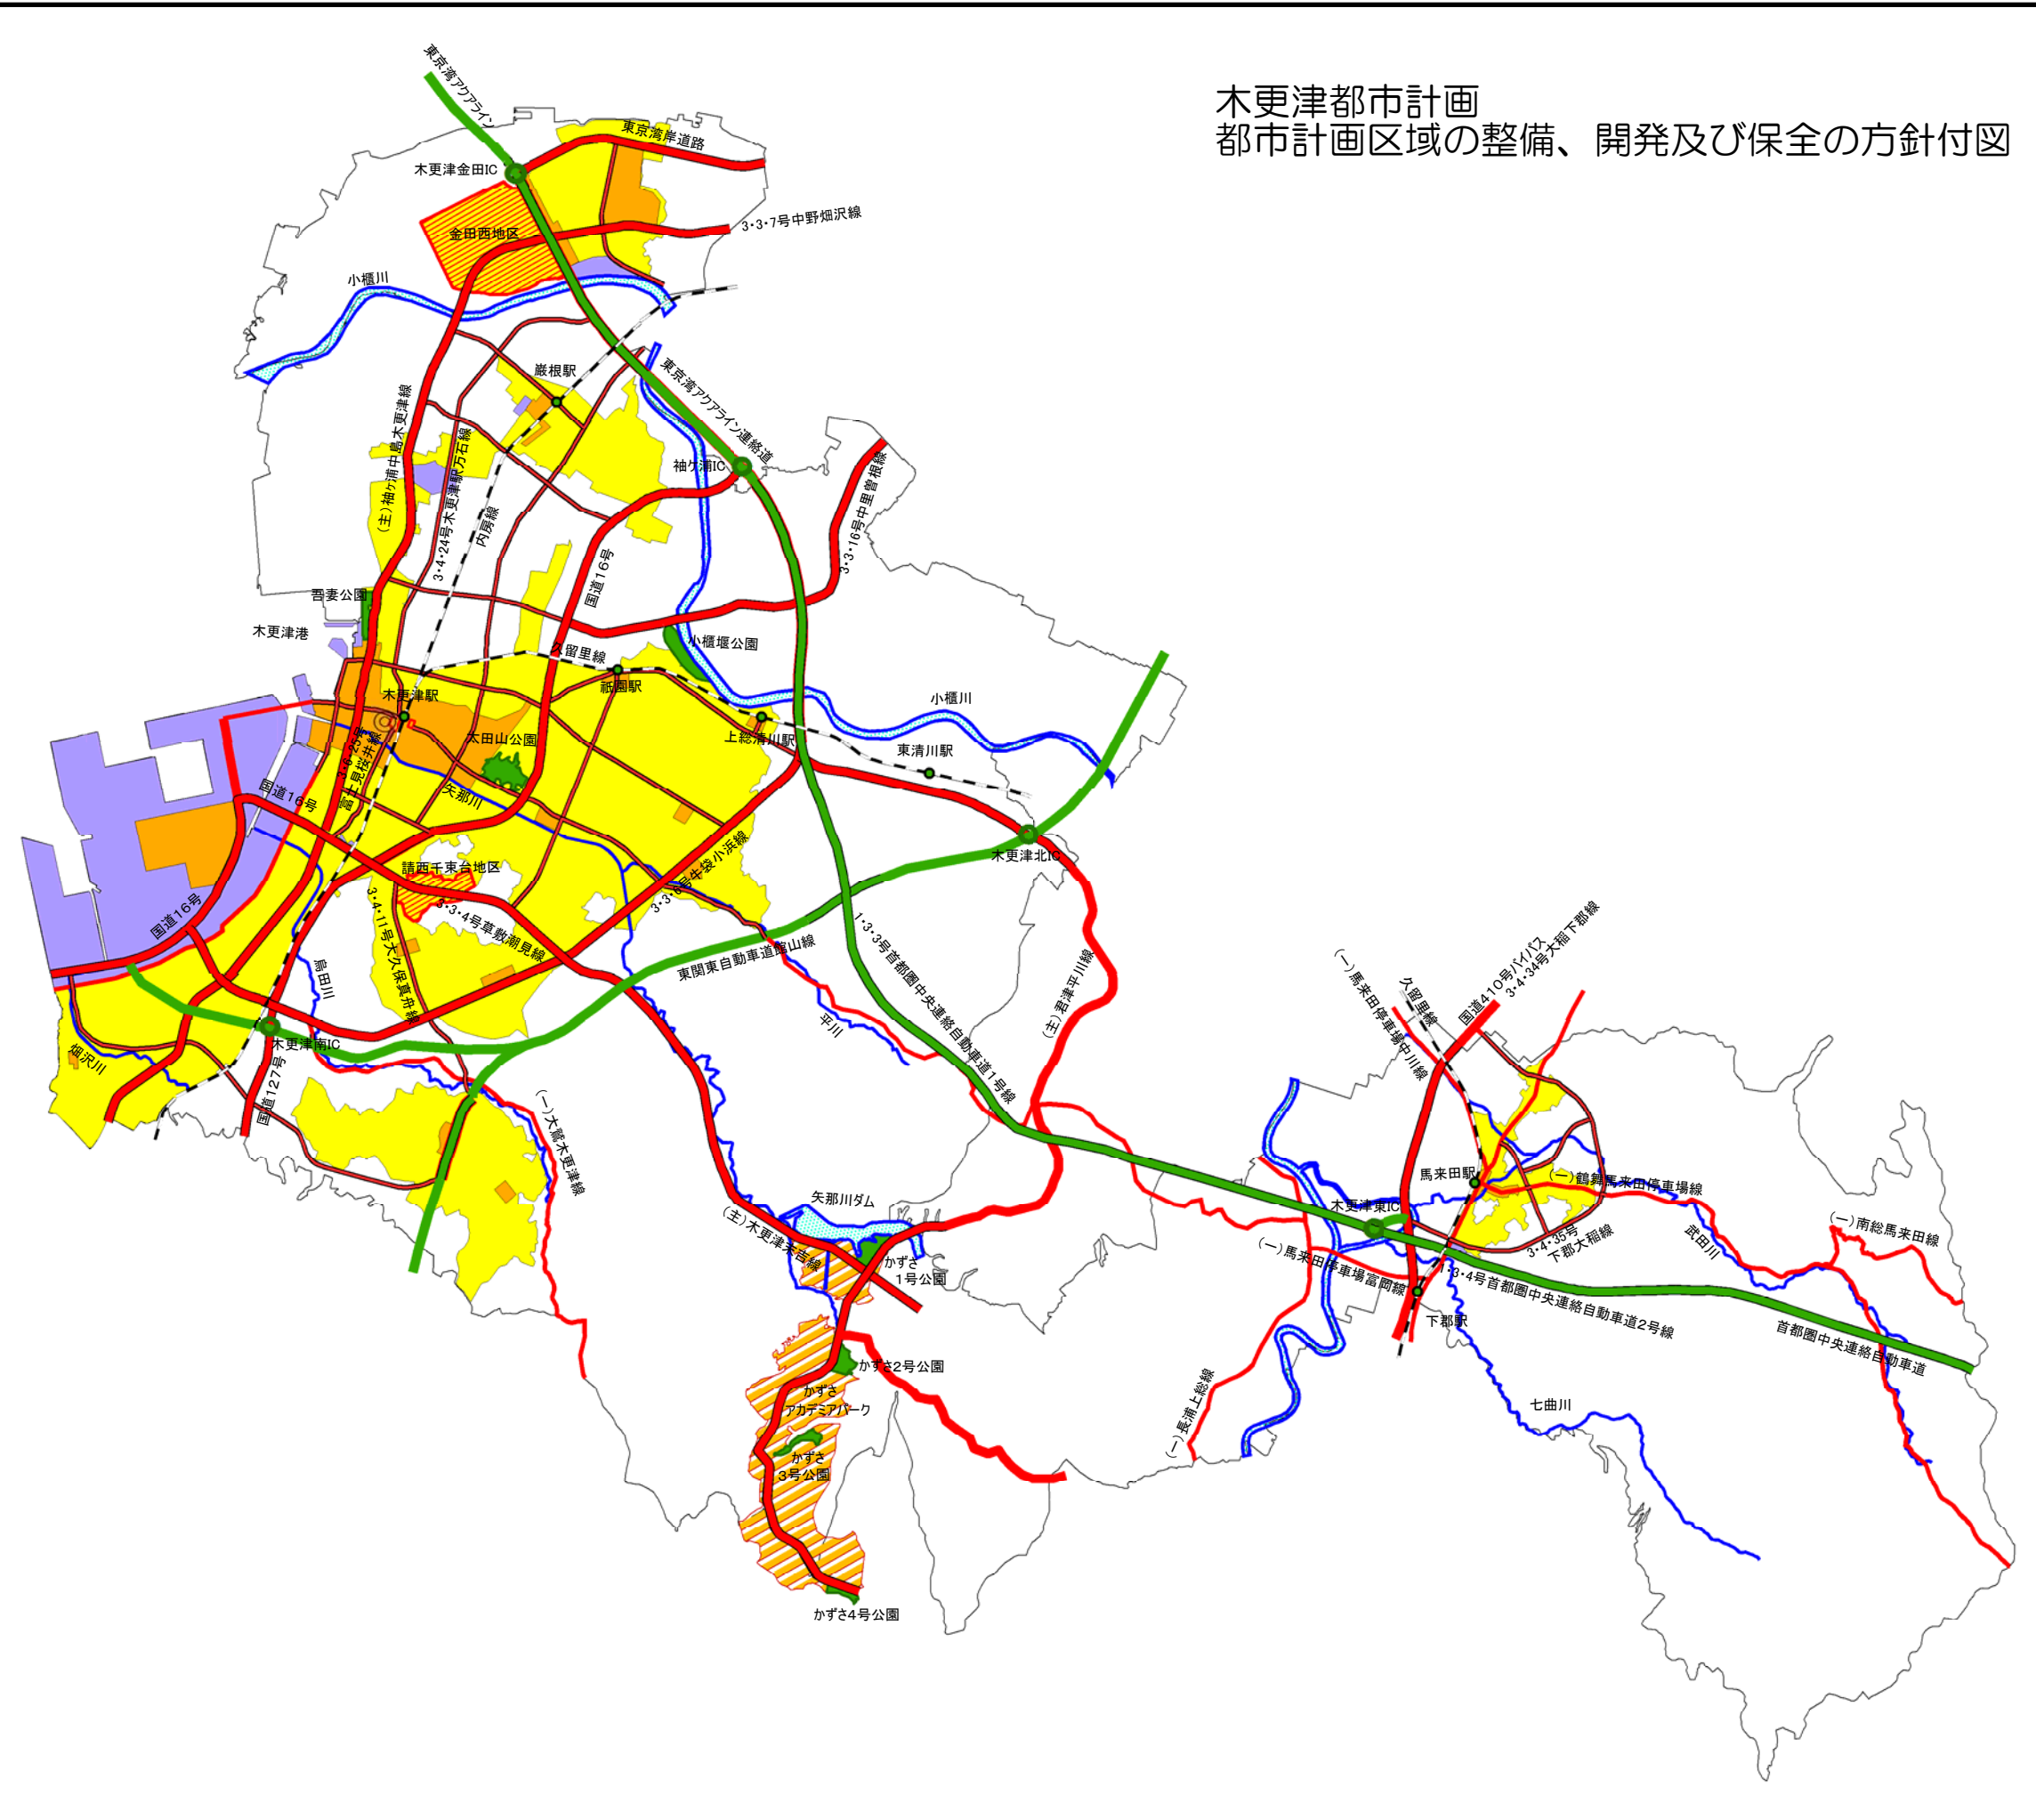 木更津都市計画
都市計画区域の整備、開発及び保全の方針付図
東京湾アクアライン
東京湾岸道路
木更津金田IC
3・3・7号中野畑沢線
金田西地区
小櫃川
巌根駅
東京湾アクアライン連絡道
(主)袖ケ浦中島木更津線
3・4・24号木更津駅万石線
内房線
袖ケ浦IC
3・3・16号中里曽根線
国道16号
吾妻公園
木更津港
小櫃堰公園
久留里線
祇園駅
木更津駅
小櫃川
太田山公園
上総清川駅
東清川駅
3・6・25号
富士見桜井線
国道16号
矢那川
木更津北IC
請西千束台地区
3・3・6号牛袋小浜線
3・3・4号草敷潮見線
3・4・11号大久保真舟線
国道16号
烏田川
東関東自動車道館山線
1・3・3号首都圏中央連絡自動車道1号線
(主)君津平川線
平川
木更津南IC
畑沢川
国道127号
(一)大鷲木更津線
(一)馬来田停車場中川線
久留里線
国道410号バイパス
3・4・34号大稲下郡線
馬来田駅
(一)鶴舞馬来田停車場線
矢那川ダム
木更津東IC
(主)木更津末吉線
3・4・35号
下郡大稲線
武田川
(一)南総馬来田線
かずさ
1号公園
(一)馬来田停車場富岡線
1・3・4号首都圏中央連絡自動車道2号線
下郡駅
首都圏中央連絡自動車道
かずさ2号公園
かずさ
アカデミアパーク
(一)長浦上総線
七曲川
かずさ
3号公園
かずさ4号公園